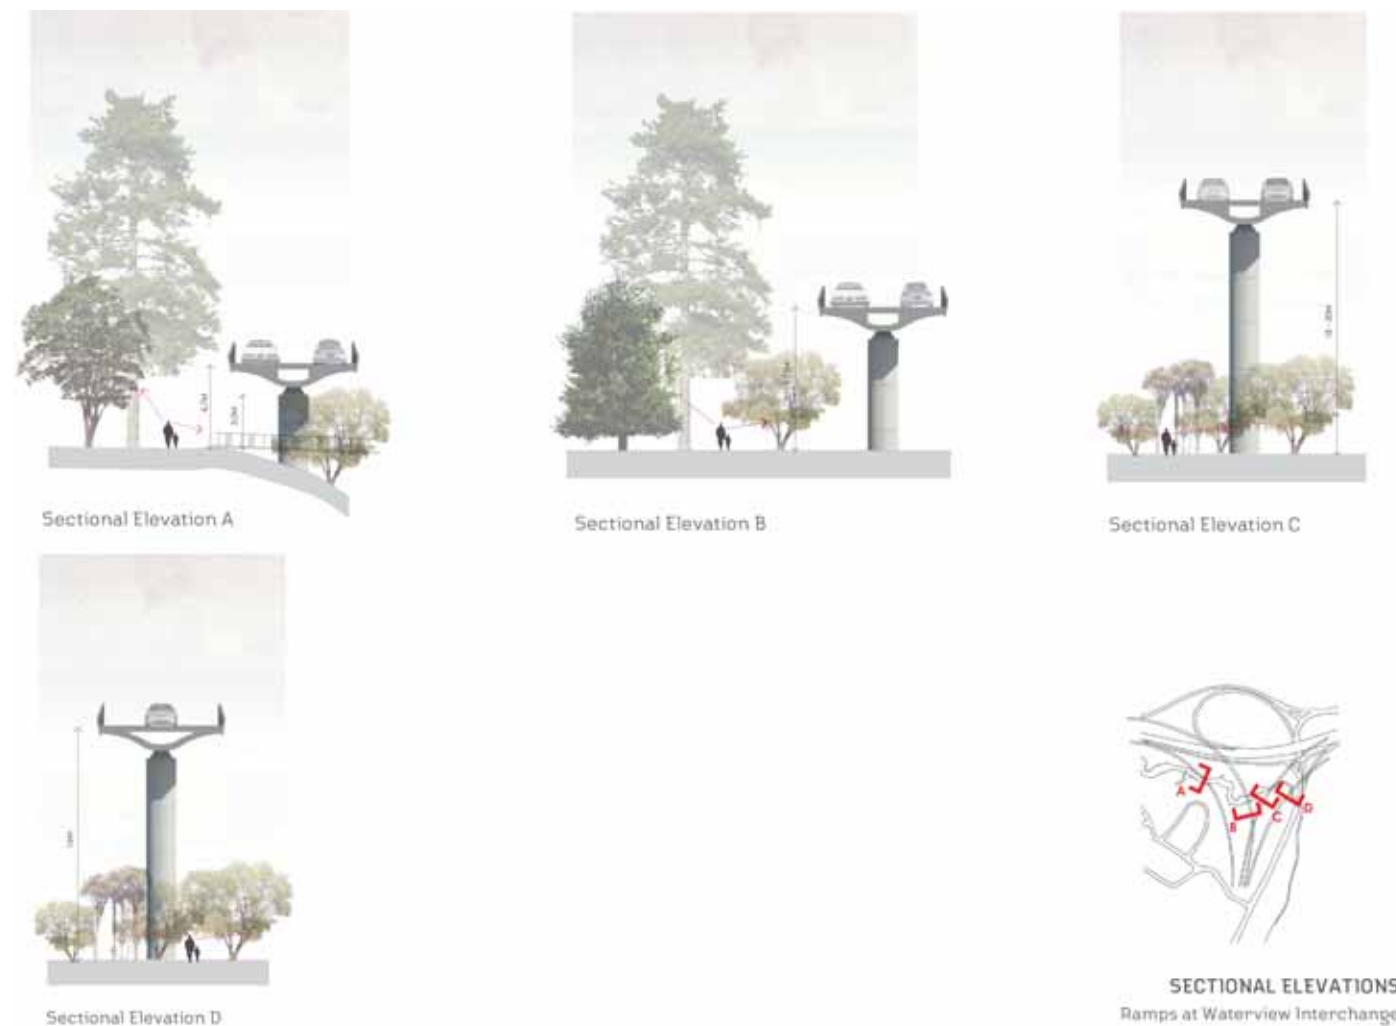 Sectional Elevation A
Sectional Elevation B
Sectional Elevation C
Sectional Elevation D
A
B
C
D
SECTIONAL ELEVATIONS
Ramps at Waterview Interchange